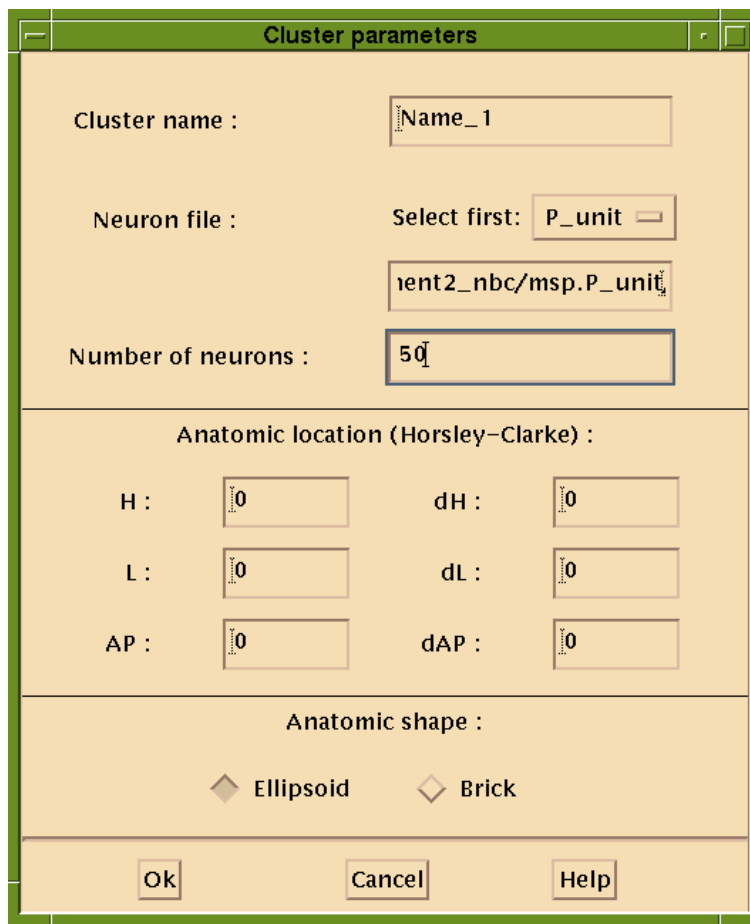 Cluster parameters
Cluster name : Name_1
Neuron file : Select first: P_unit
nent2_nbc/msp.P_unit
Number of neurons : 50
Anatomic location (Horsley-Clarke) :
H : 0 dH : 0
L : 0 dL : 0
AP : 0 dAP : 0
Anatomic shape :
Ellipsoid Brick
Ok Cancel Help